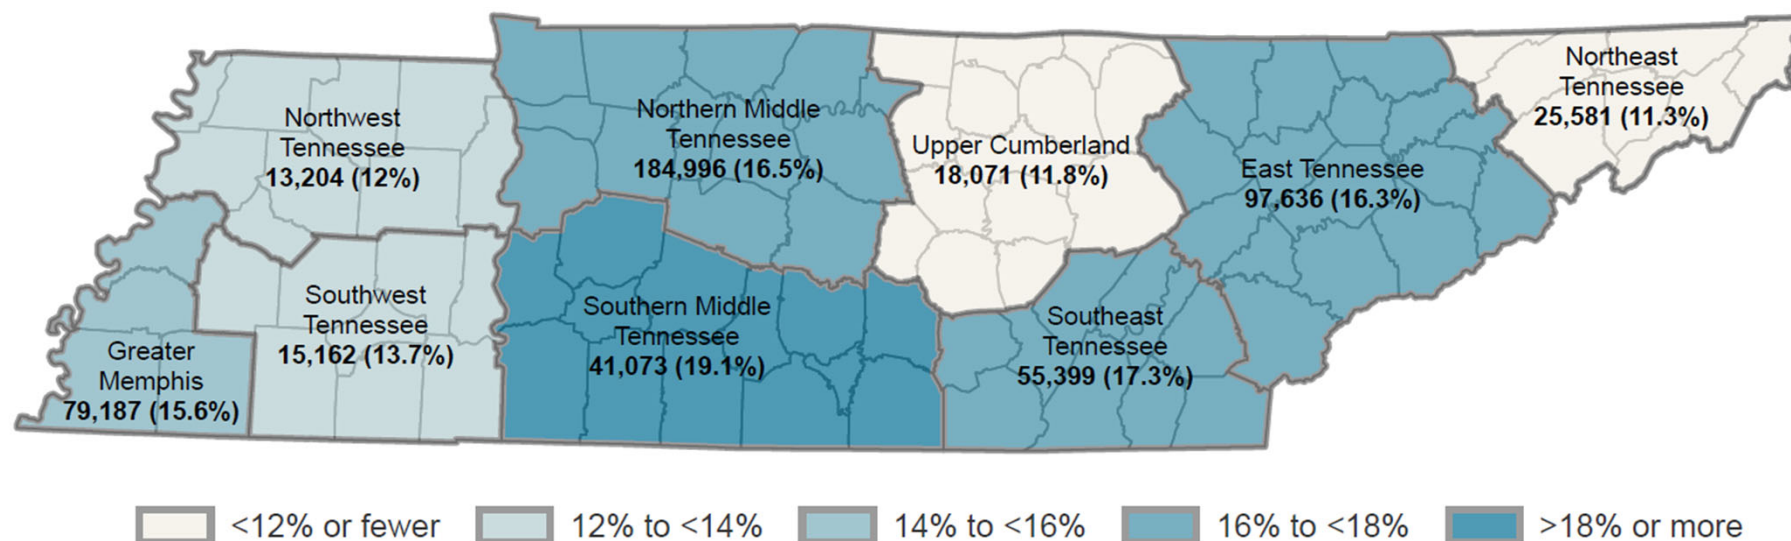 Northwest
Tennessee
13,204 (12%)
Northern Middle
Tennessee
184,996 (16.5%)
Upper Cumberland
18,071 (11.8%)
East Tennessee
97,636 (16.3%)
Northeast
Tennessee
25,581 (11.3%)
Greater
Memphis
79,187 (15.6%)
Southwest
Tennessee
15,162 (13.7%)
Southern Middle
Tennessee
41,073 (19.1%)
Southeast
Tennessee
55,399 (17.3%)
<12% or fewer
12% to <14%
14% to <16%
16% to <18%
>18% or more